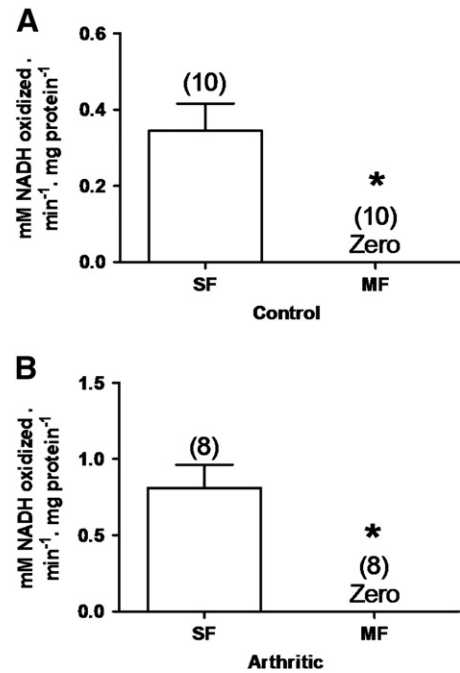 A
mM NADH oxidized .
min⁻¹. mg protein⁻¹
0.6
0.4
0.2
0.0
(10)
*
(10)
Zero
SF MF
Control
B
mM NADH oxidized .
min⁻¹. mg protein⁻¹
1.5
1.0
0.5
0.0
(8)
*
(8)
Zero
SF MF
Arthritic